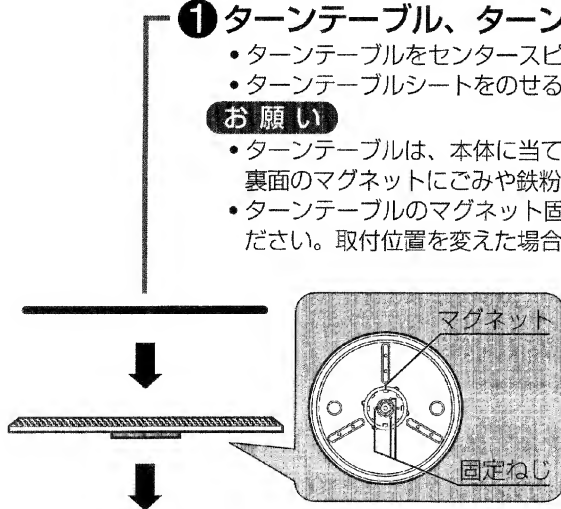 ❶ターンテーブル、ターン
•ターンテーブルをセンタースピ
•ターンテーブルシートをのせる
お願い
•ターンテーブルは、本体に当て
裏面のマグネットにごみや鉄粉
•ターンテーブルのマグネット固
ださい。取付位置を変えた場合
マグネット
固定ねじ